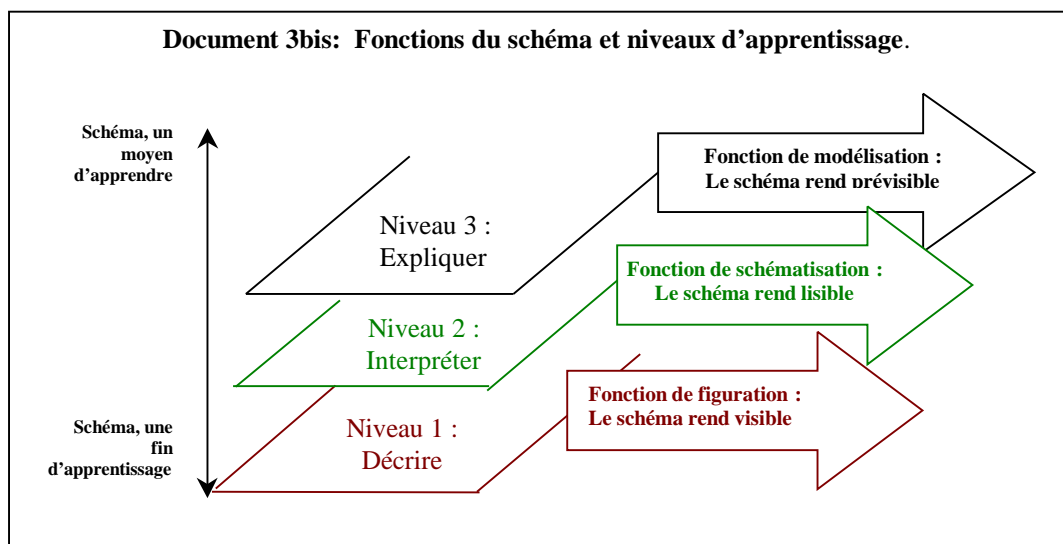 Document 3bis: Fonctions du schéma et niveaux d'apprentissage.
Schéma, un
moyen
d'apprendre
Fonction de modélisation :
Le schéma rend prévisible
Niveau 3 :
Expliquer
Fonction de schématisation :
Le schéma rend lisible
Niveau 2 :
Interpréter
Fonction de figuration :
Le schéma rend visible
Schéma, une
fin
d'apprentissage
Niveau 1 :
Décrire